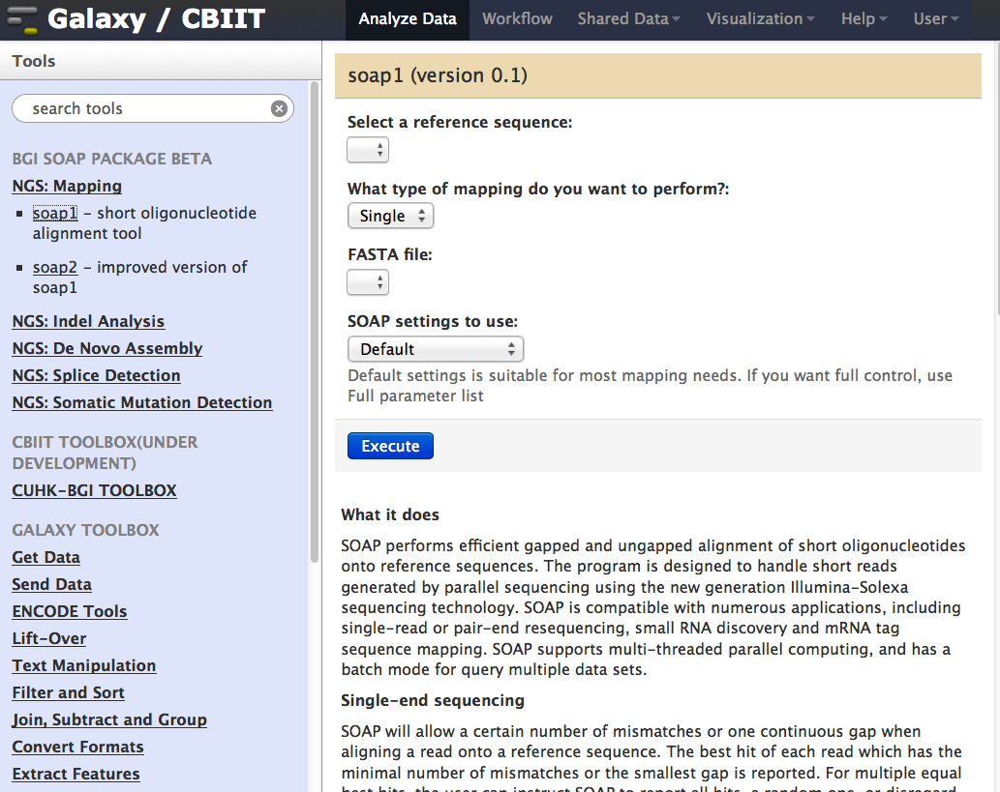 Galaxy / CBIIT
Analyze Data
Workflow
Shared Data
Visualization
Help
User
Tools
search tools
BGI SOAP PACKAGE BETA
NGS: Mapping
soap1 – short oligonucleotide
alignment tool
soap2 – improved version of
soap1
NGS: Indel Analysis
NGS: De Novo Assembly
NGS: Splice Detection
NGS: Somatic Mutation Detection
CBIIT TOOLBOX(UNDER
DEVELOPMENT)
CUHK-BGI TOOLBOX
GALAXY TOOLBOX
Get Data
Send Data
ENCODE Tools
Lift-Over
Text Manipulation
Filter and Sort
Join, Subtract and Group
Convert Formats
Extract Features
soap1 (version 0.1)
Select a reference sequence:
What type of mapping do you want to perform?:
Single
FASTA file:
SOAP settings to use:
Default
Default settings is suitable for most mapping needs. If you want full control, use
Full parameter list
Execute
What it does
SOAP performs efficient gapped and ungapped alignment of short oligonucleotides
onto reference sequences. The program is designed to handle short reads
generated by parallel sequencing using the new generation Illumina-Solexa
sequencing technology. SOAP is compatible with numerous applications, including
single-read or pair-end resequencing, small RNA discovery and mRNA tag
sequence mapping. SOAP supports multi-threaded parallel computing, and has a
batch mode for query multiple data sets.
Single-end sequencing
SOAP will allow a certain number of mismatches or one continuous gap when
aligning a read onto a reference sequence. The best hit of each read which has the
minimal number of mismatches or the smallest gap is reported. For multiple equal
best hits, the user can instruct SOAP to report all hits, a random one, or disregard